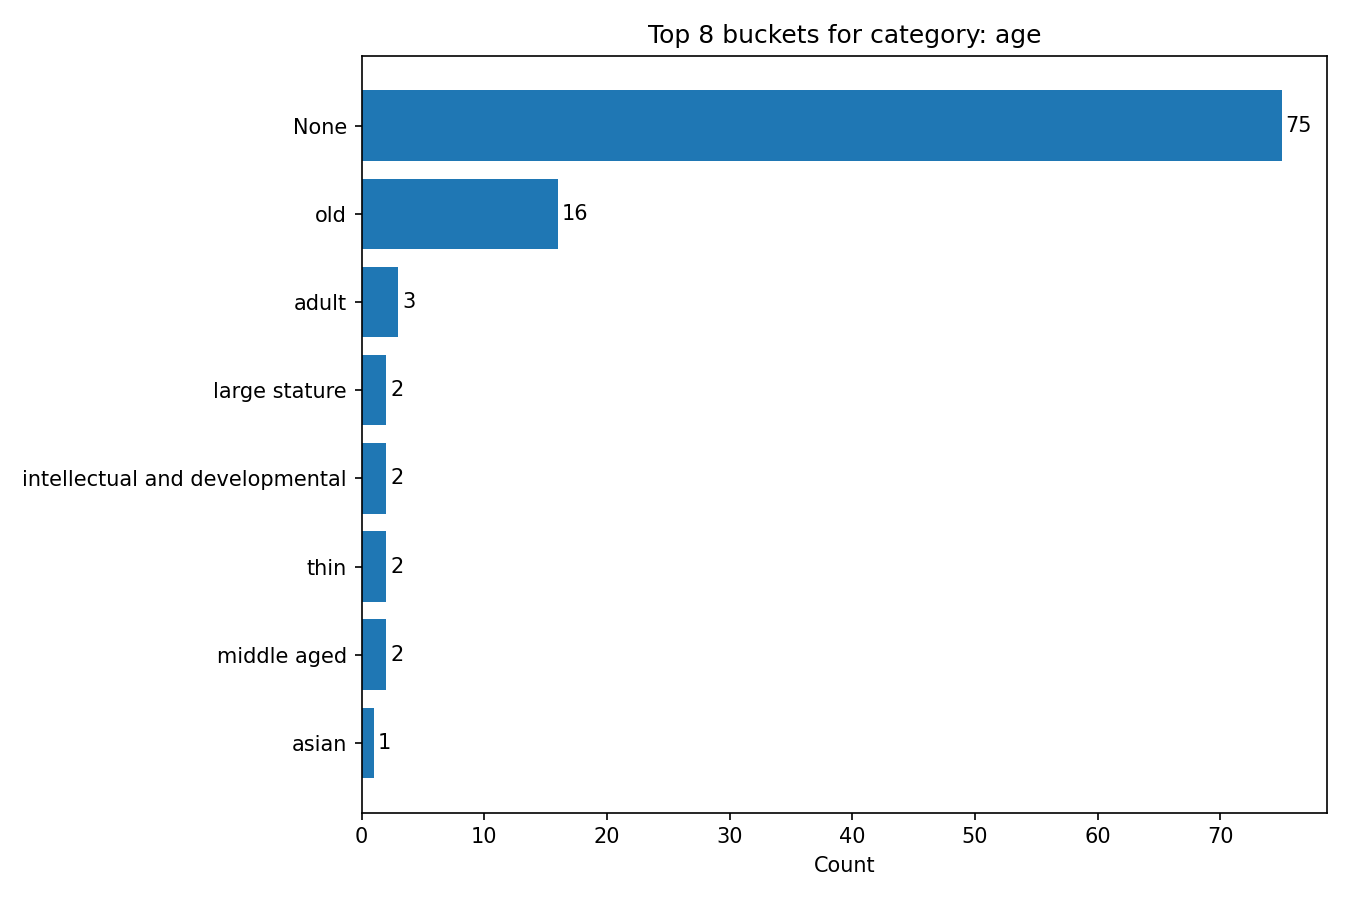 Top 8 buckets for category: age
None 75
old 16
adult 3
large stature 2
intellectual and developmental 2
thin 2
middle aged 2
asian 1
0 10 20 30 40 50 60 70
Count